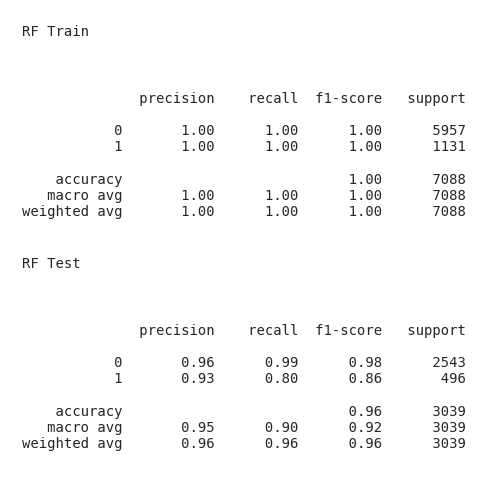 RF Train
precision recall f1-score support
0 1.00 1.00 1.00 5957
1 1.00 1.00 1.00 1131
accuracy 1.00 7088
macro avg 1.00 1.00 1.00 7088
weighted avg 1.00 1.00 1.00 7088
RF Test
precision recall f1-score support
0 0.96 0.99 0.98 2543
1 0.93 0.80 0.86 496
accuracy 0.96 3039
macro avg 0.95 0.90 0.92 3039
weighted avg 0.96 0.96 0.96 3039